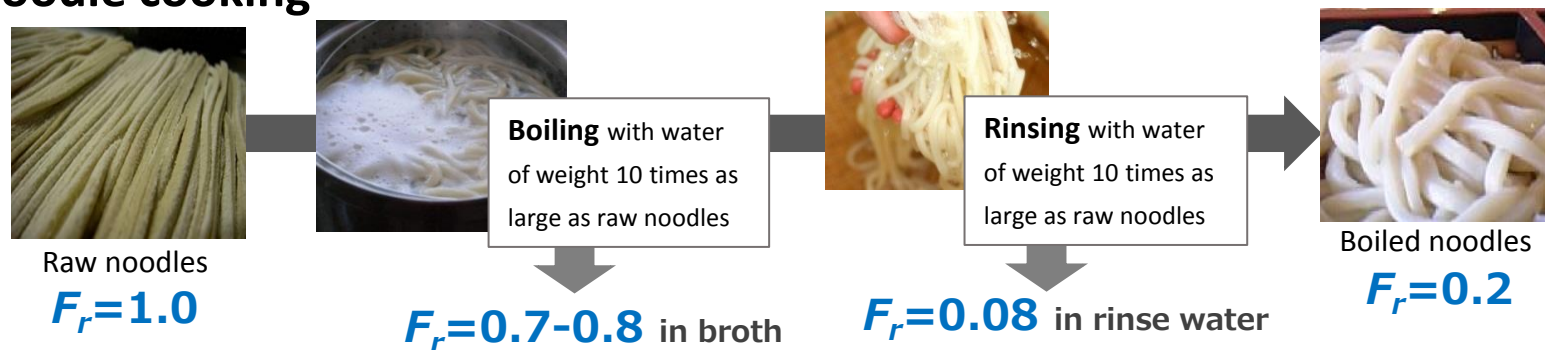 cooking
Raw noodles
Fr=1.0
Boiling with water
of weight 10 times as
large as raw noodles
Fr=0.7-0.8 in broth
Rinsing with water
of weight 10 times as
large as raw noodles
Fr=0.08 in rinse water
Boiled noodles
Fr=0.2